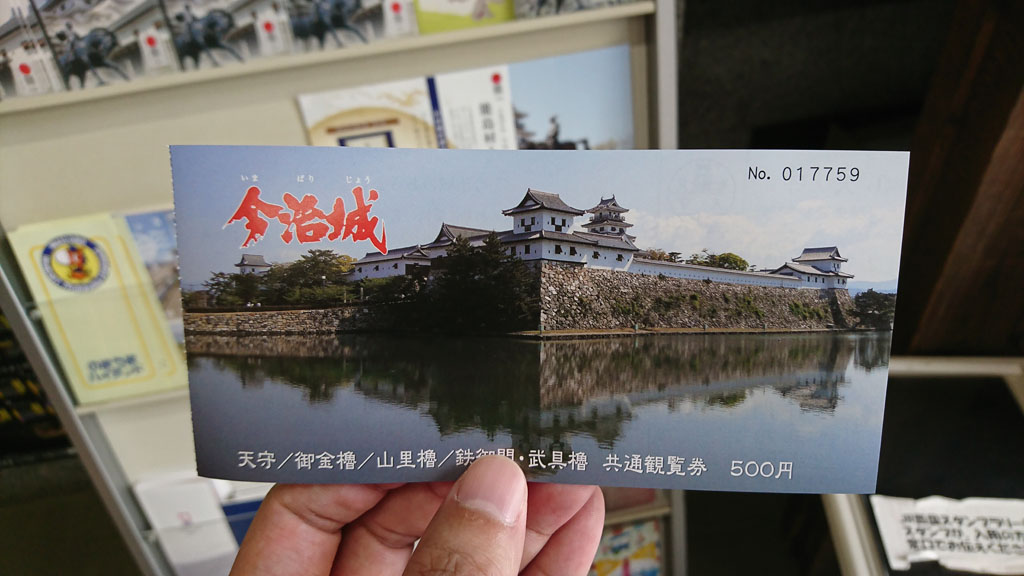 いま ばり じょう
今治城
No. 017759
天守／御金櫓／山里櫓／鉄御門・武具櫓 共通観覧券 500円